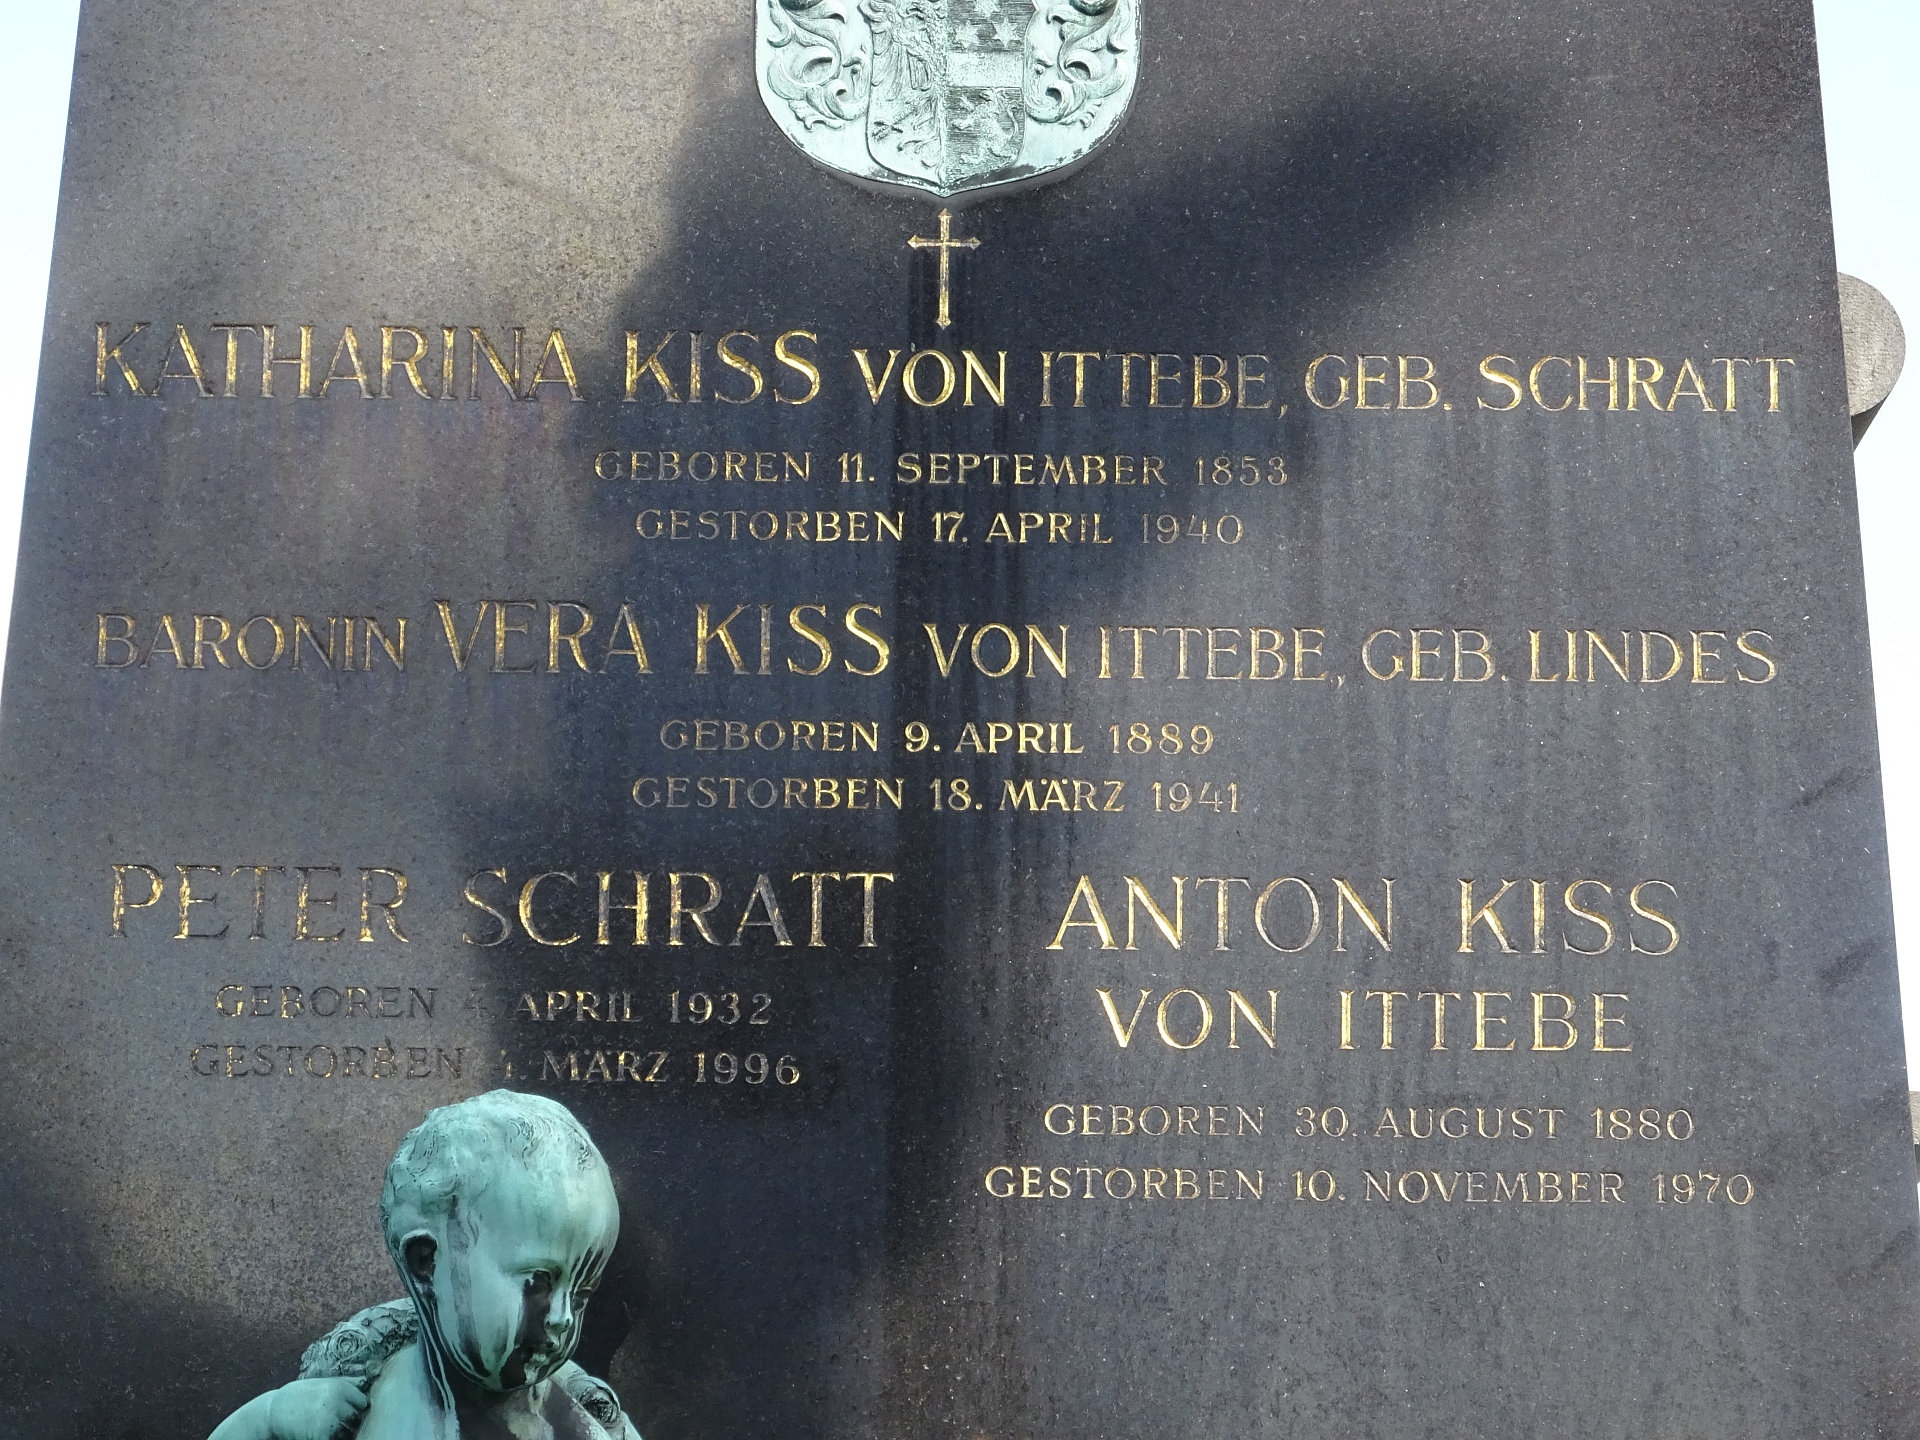 KATHARINA KISS VON ITTEBE, GEB. SCHRATT
GEBOREN 11. SEPTEMBER 1853
GESTORBEN 17. APRIL 1940
BARONIN VERA KISS VON ITTEBE, GEB. LINDES
GEBOREN 9. APRIL 1889
GESTORBEN 18. MÄRZ 1941
PETER SCHRATT
GEBOREN 4. APRIL 1932
GESTORBEN MÄRZ 1996
ANTON KISS
VON ITTEBE
GEBOREN 30. AUGUST 1880
GESTORBEN 10. NOVEMBER 1970